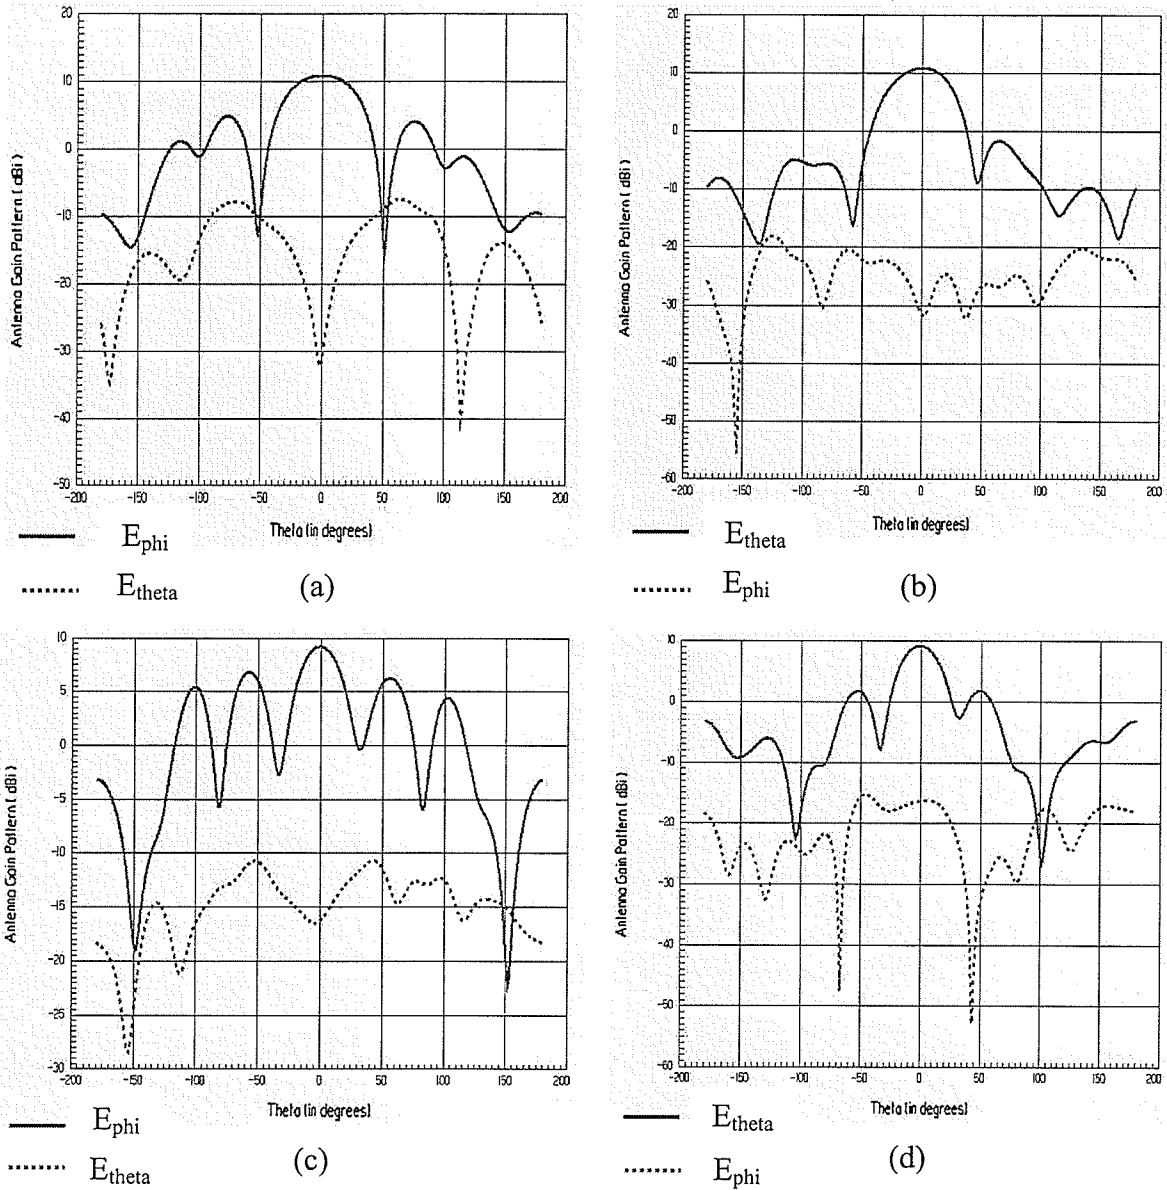 20
10
0
-10
-20
-30
-40
-50
-200 -150 -100 -50 0 50 100 150 200
Antenna Gain Pattern ( dBi )
Theta (in degrees)
E_phi
E_theta
(a)
20
10
0
-10
-20
-30
-40
-50
-60
-200 -150 -100 -50 0 50 100 150 200
Antenna Gain Pattern ( dBi )
Theta (in degrees)
E_theta
E_phi
(b)
10
5
0
-5
-10
-15
-20
-25
-30
-200 -150 -100 -50 0 50 100 150 200
Antenna Gain Pattern ( dBi )
Theta (in degrees)
E_phi
E_theta
(c)
10
0
-10
-20
-30
-40
-50
-60
-200 -150 -100 -50 0 50 100 150 200
Antenna Gain Pattern ( dBi )
Theta (in degrees)
E_theta
E_phi
(d)